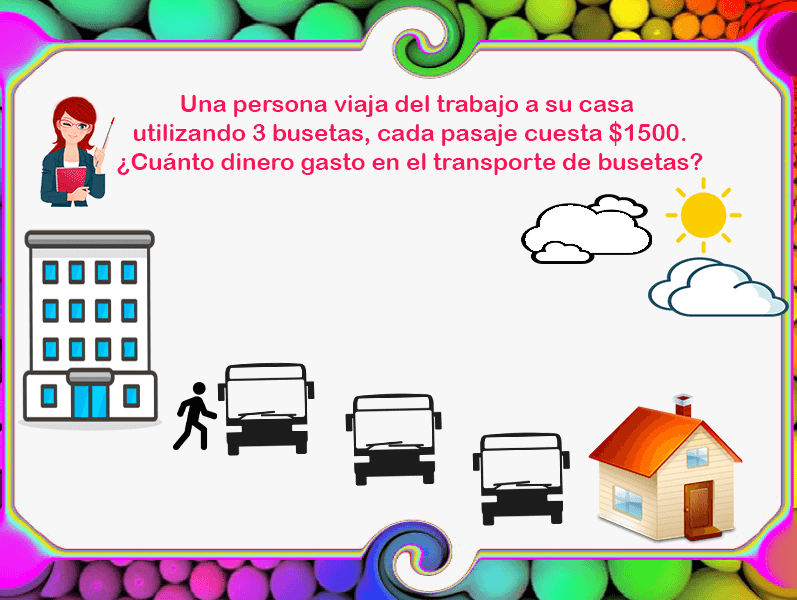 Una persona viaja del trabajo a su casa
utilizando 3 busetas, cada pasaje cuesta $1500.
¿Cuánto dinero gasto en el transporte de busetas?